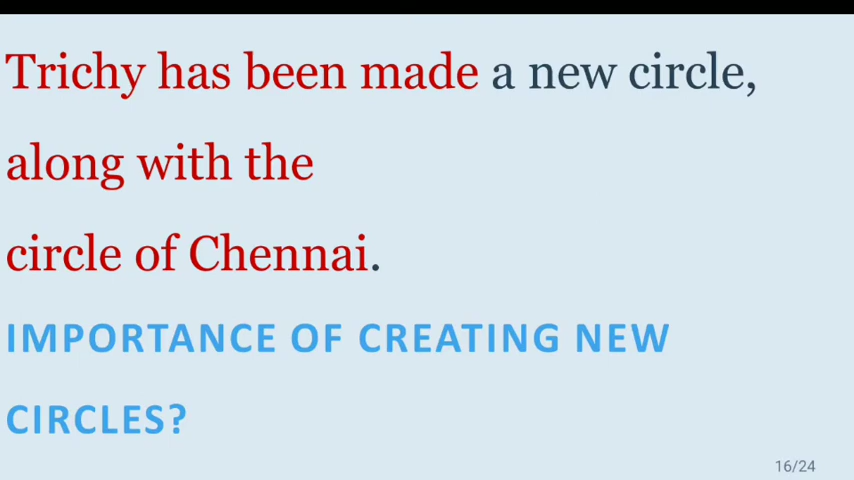 Trichy has been made a new circle,
along with the
circle of Chennai.
IMPORTANCE OF CREATING NEW
CIRCLES?
16/24